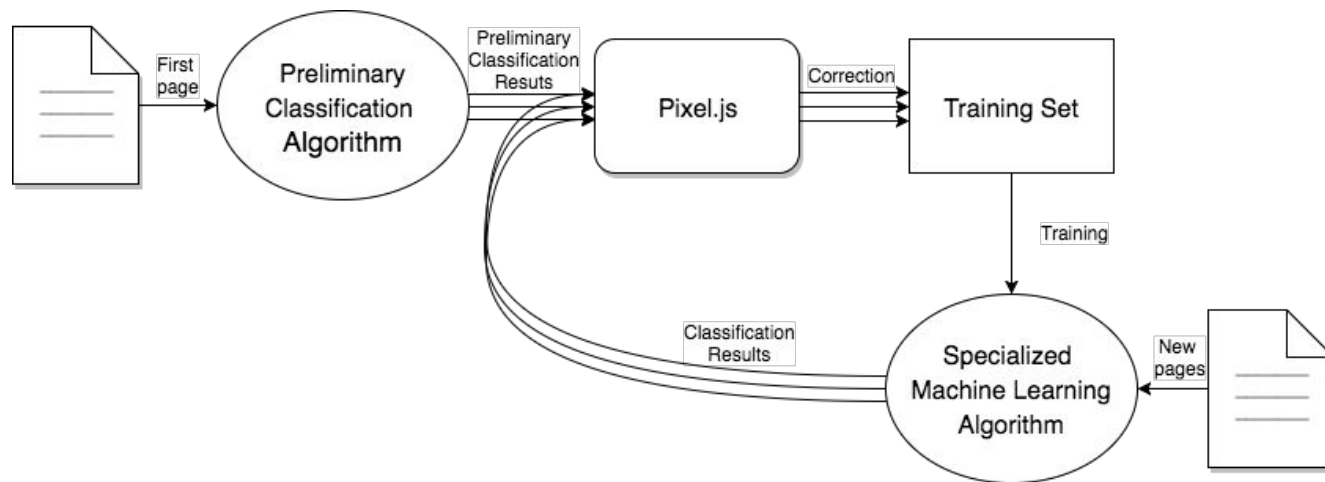 First
page
Preliminary
Classification
Algorithm
Preliminary
Classification
Resuts
Pixel.js
Correction
Training Set
Training
Classification
Results
Specialized
Machine Learning
Algorithm
New
pages